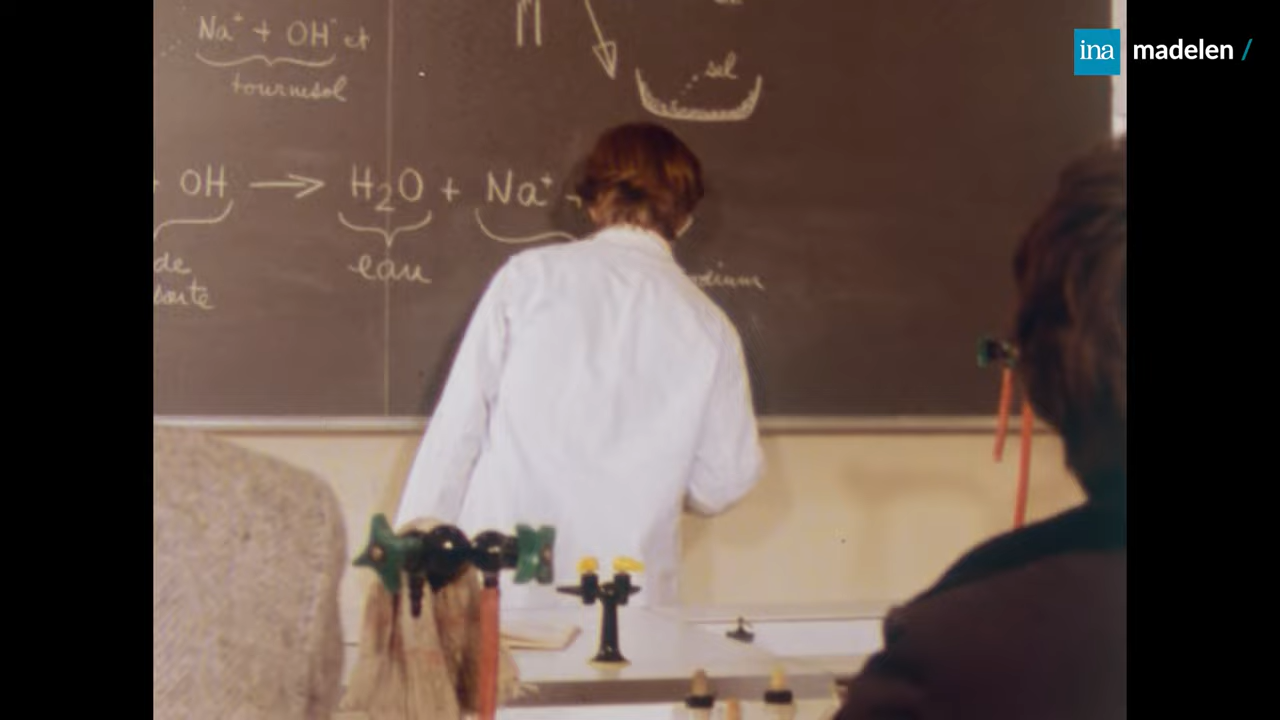 ina madelen /
Na⁺ + OH⁻ et
tournesol
sel
OH → H₂O + Na⁺
de
eau